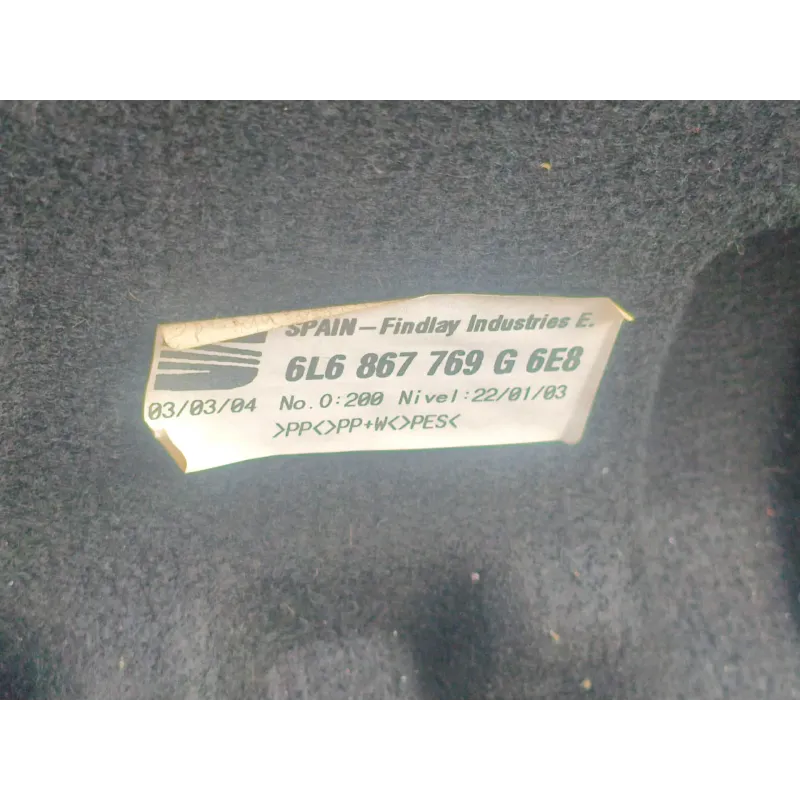 SPAIN – Findlay Industries E.
6L6 867 769 G 6E8
03/03/04 No.O:200 Nivel:22/01/03
>PP<>PP+W<>PES<